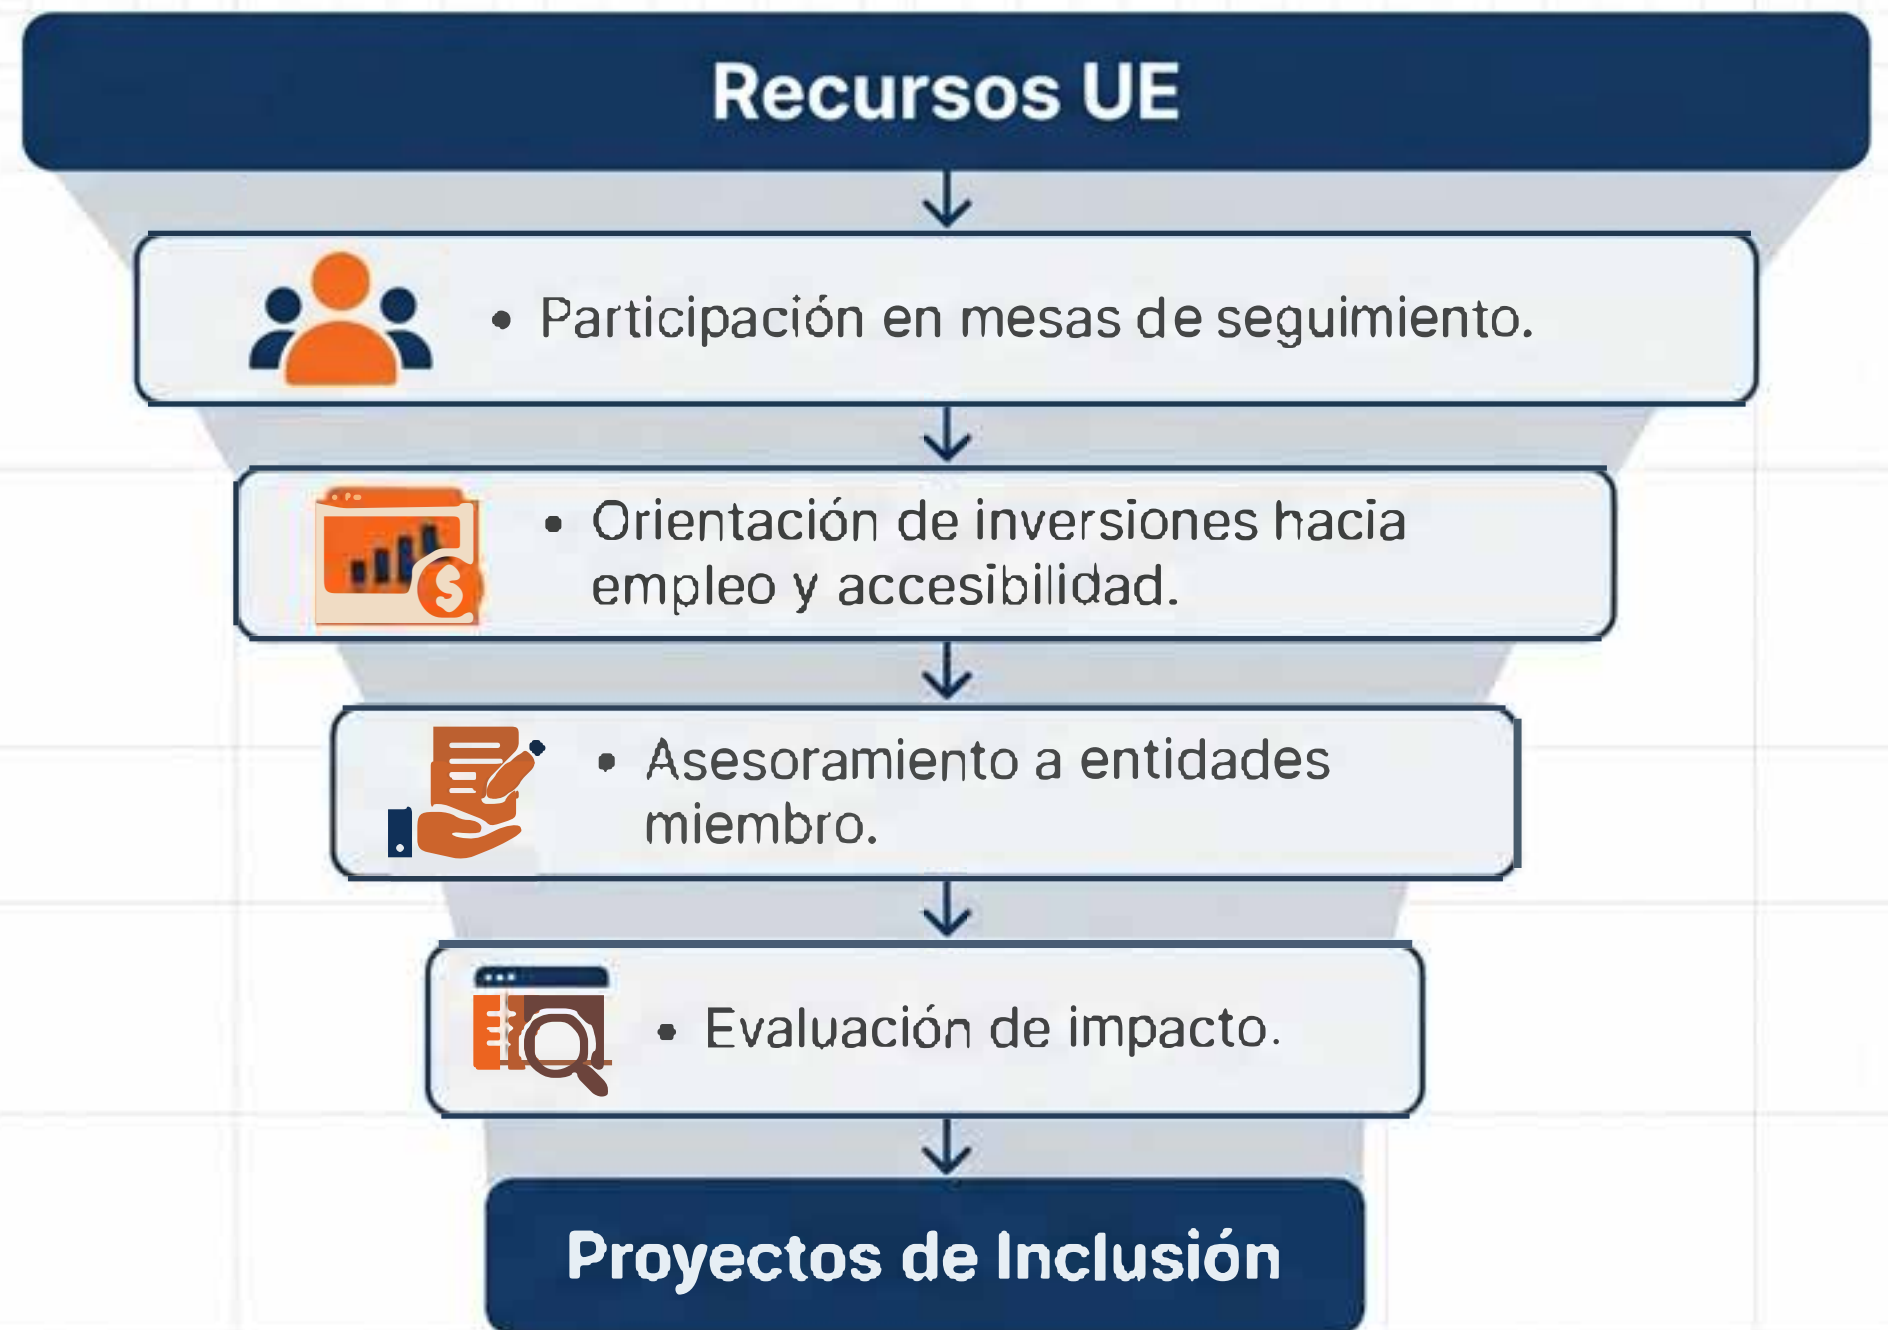 Recursos UE
• Participación en mesas de seguimiento.
• Orientación de inversiones hacia
empleo y accesibilidad.
• Asesoramiento a entidades
miembro.
• Evaluación de impacto.
Proyectos de Inclusión